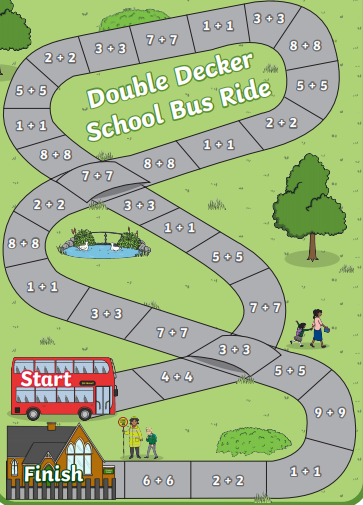 1 + 1
3 + 3
7 + 7
3 + 3
8 + 8
2 + 2
5 + 5
5 + 5
Double Decker
School Bus Ride
1 + 1
2 + 2
1 + 1
8 + 8
8 + 8
7 + 7
2 + 2
3 + 3
1 + 1
8 + 8
5 + 5
1 + 1
7 + 7
3 + 3
7 + 7
3 + 3
5 + 5
4 + 4
Start
9 + 9
1 + 1
Finish
6 + 6
2 + 2